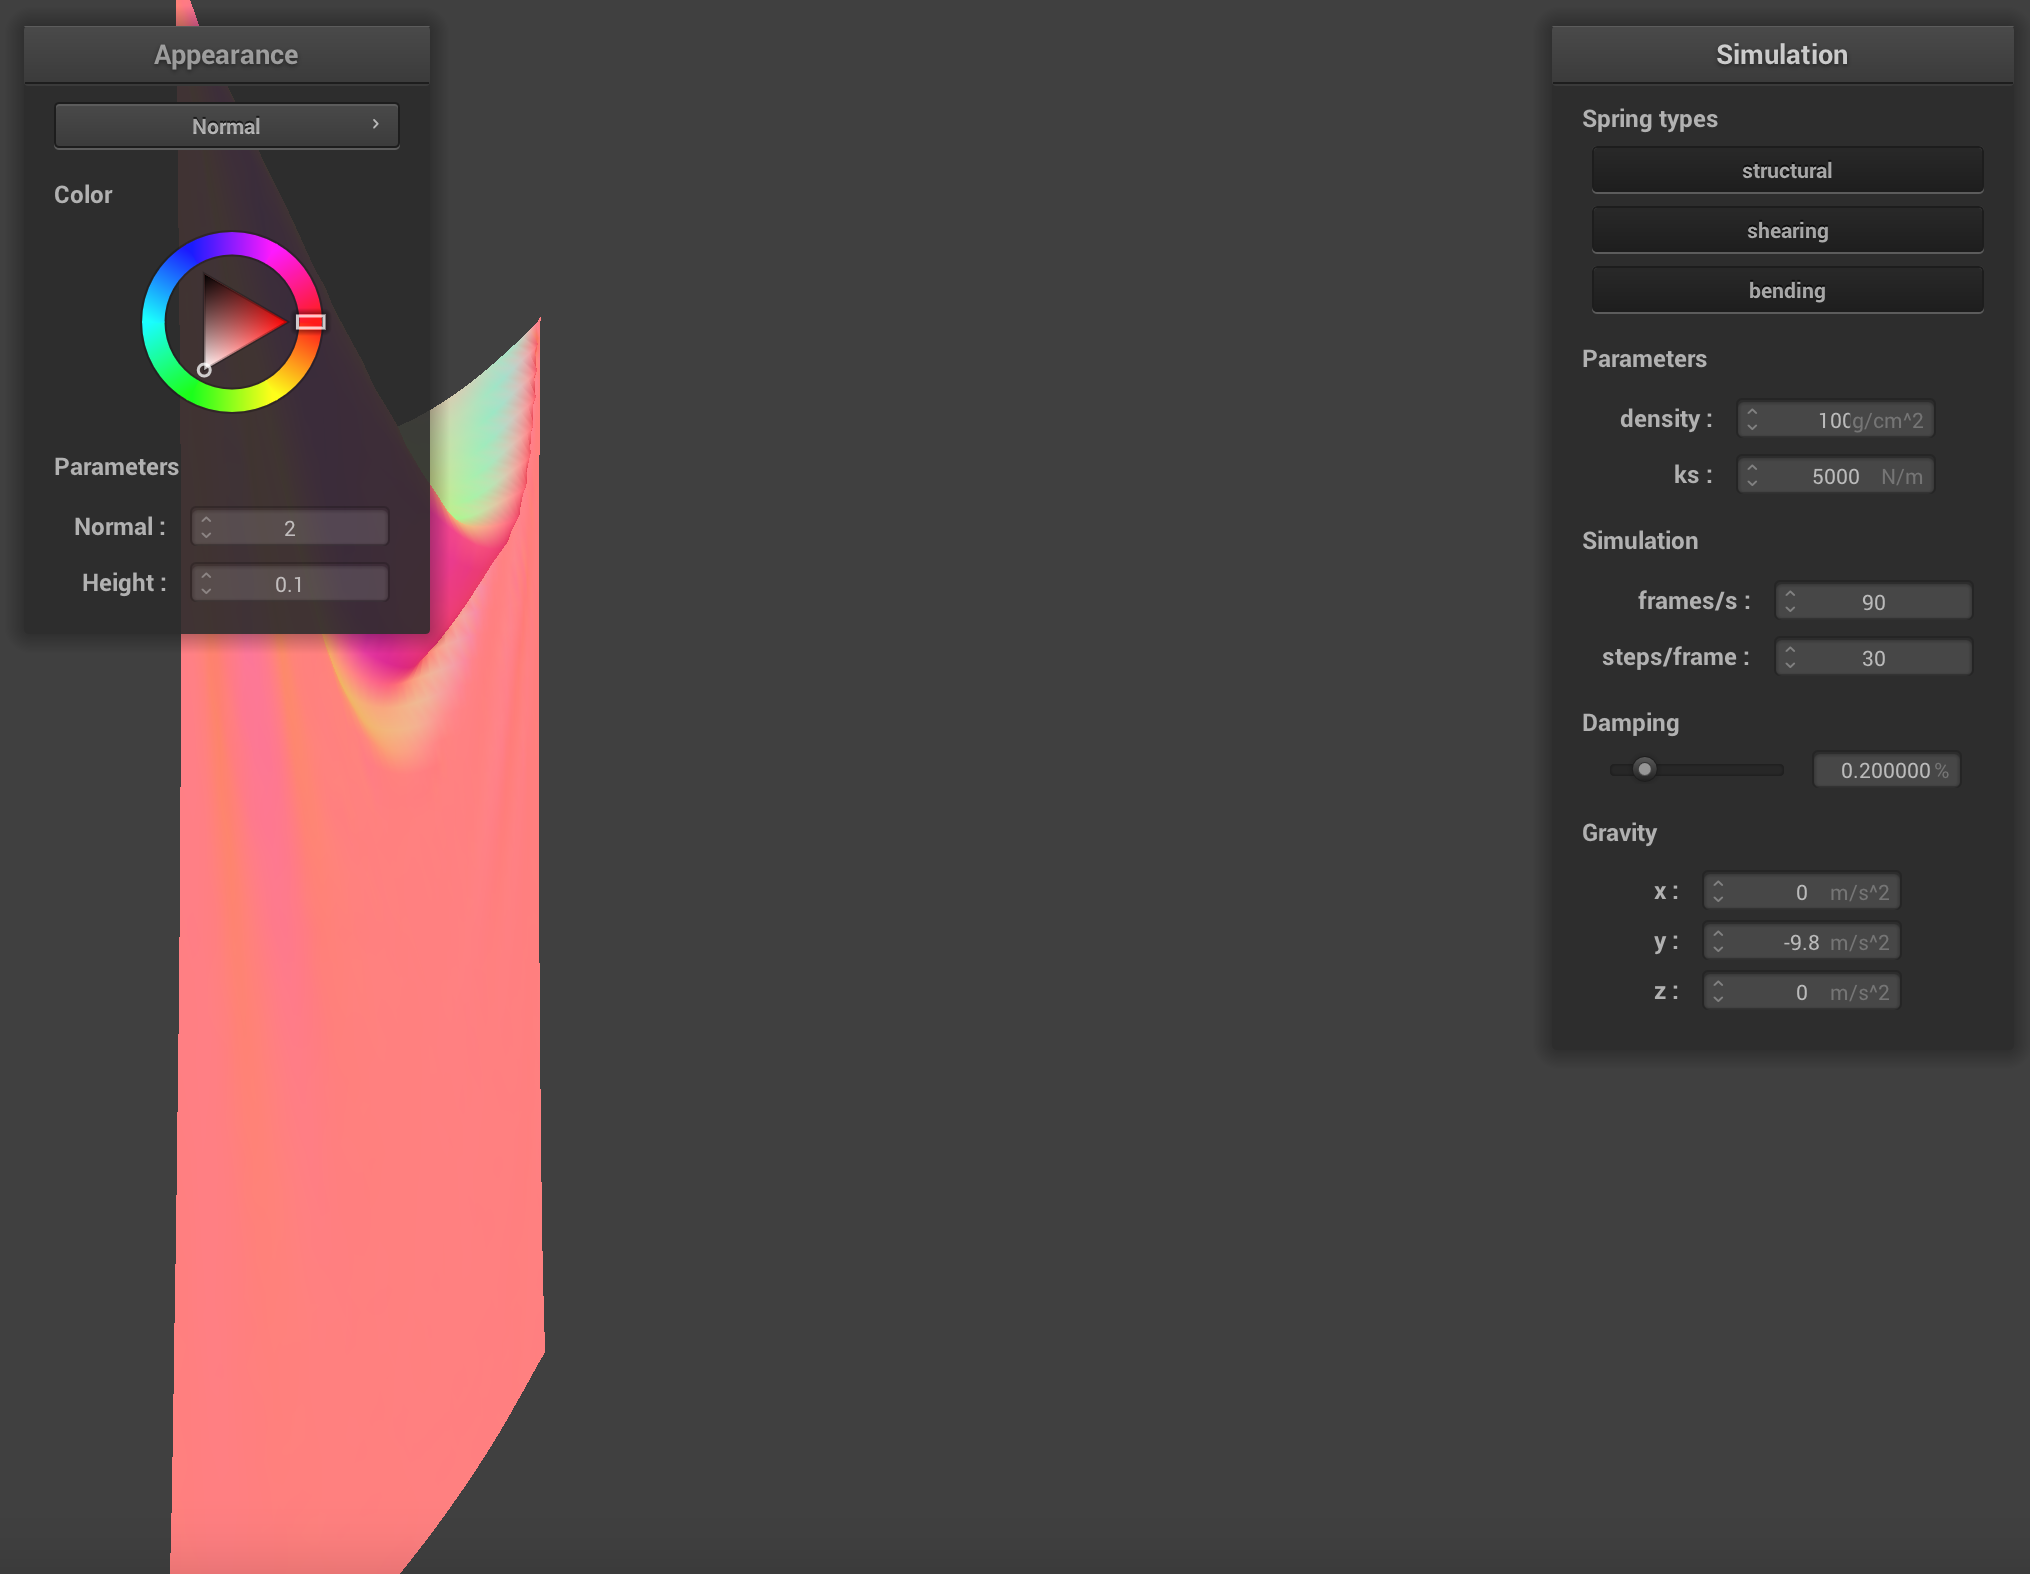 Appearance
Normal
Color
Parameters
Normal : 2
Height : 0.1
Simulation
Spring types
structural
shearing
bending
Parameters
density : 100 g/cm^2
ks : 5000 N/m
Simulation
frames/s : 90
steps/frame : 30
Damping
0.200000 %
Gravity
x : 0 m/s^2
y : -9.8 m/s^2
z : 0 m/s^2